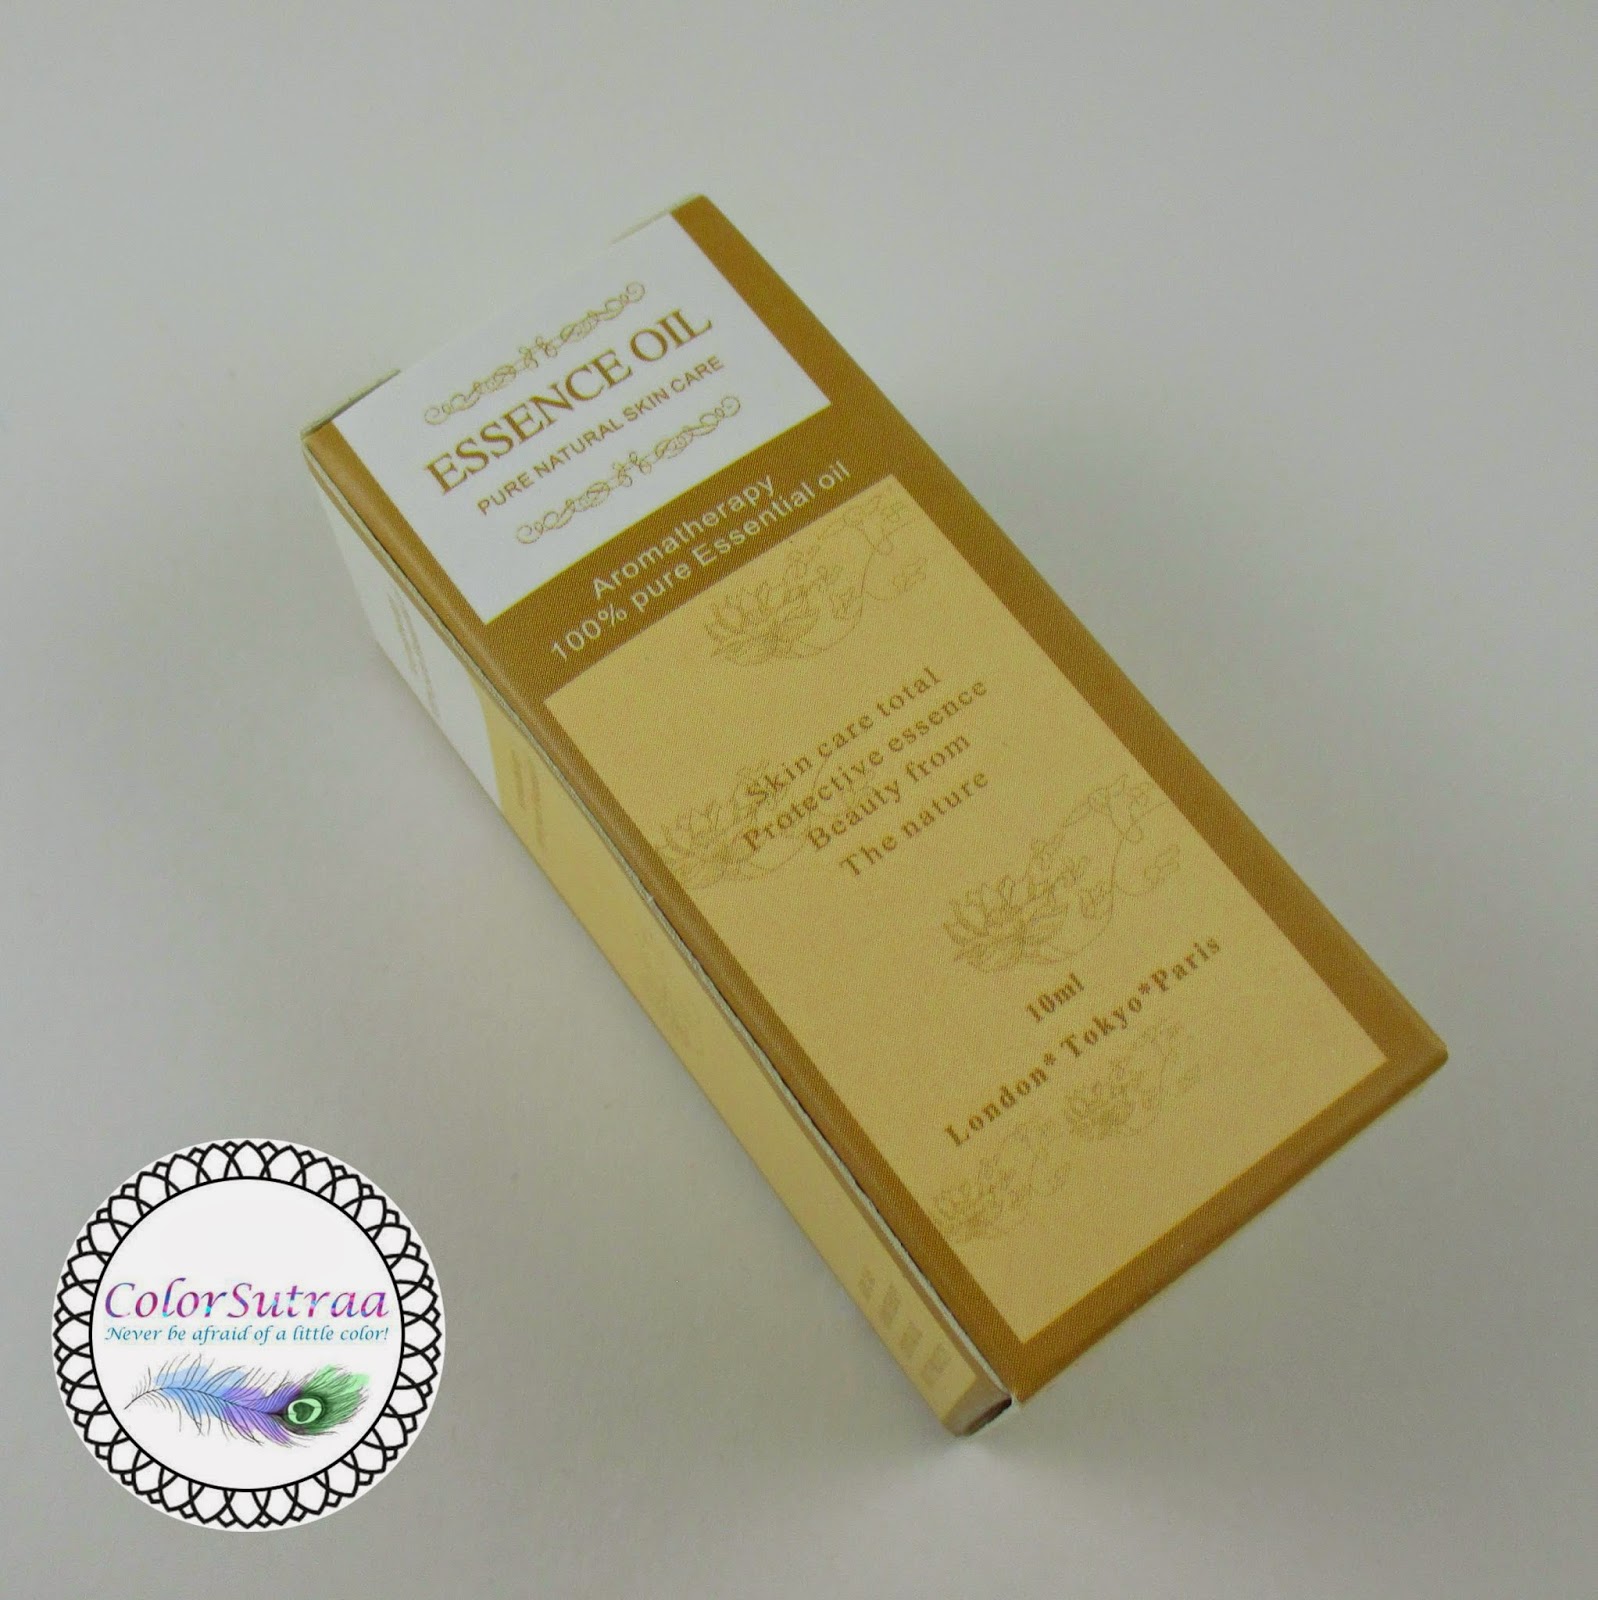 ESSENCE OIL
PURE NATURAL SKIN CARE
Aromatherapy
100% pure Essential oil
Skin care total
Protective essence
Beauty from
The nature
10ml
London*Tokyo*Paris
ColorSutraa
Never be afraid of a little color!